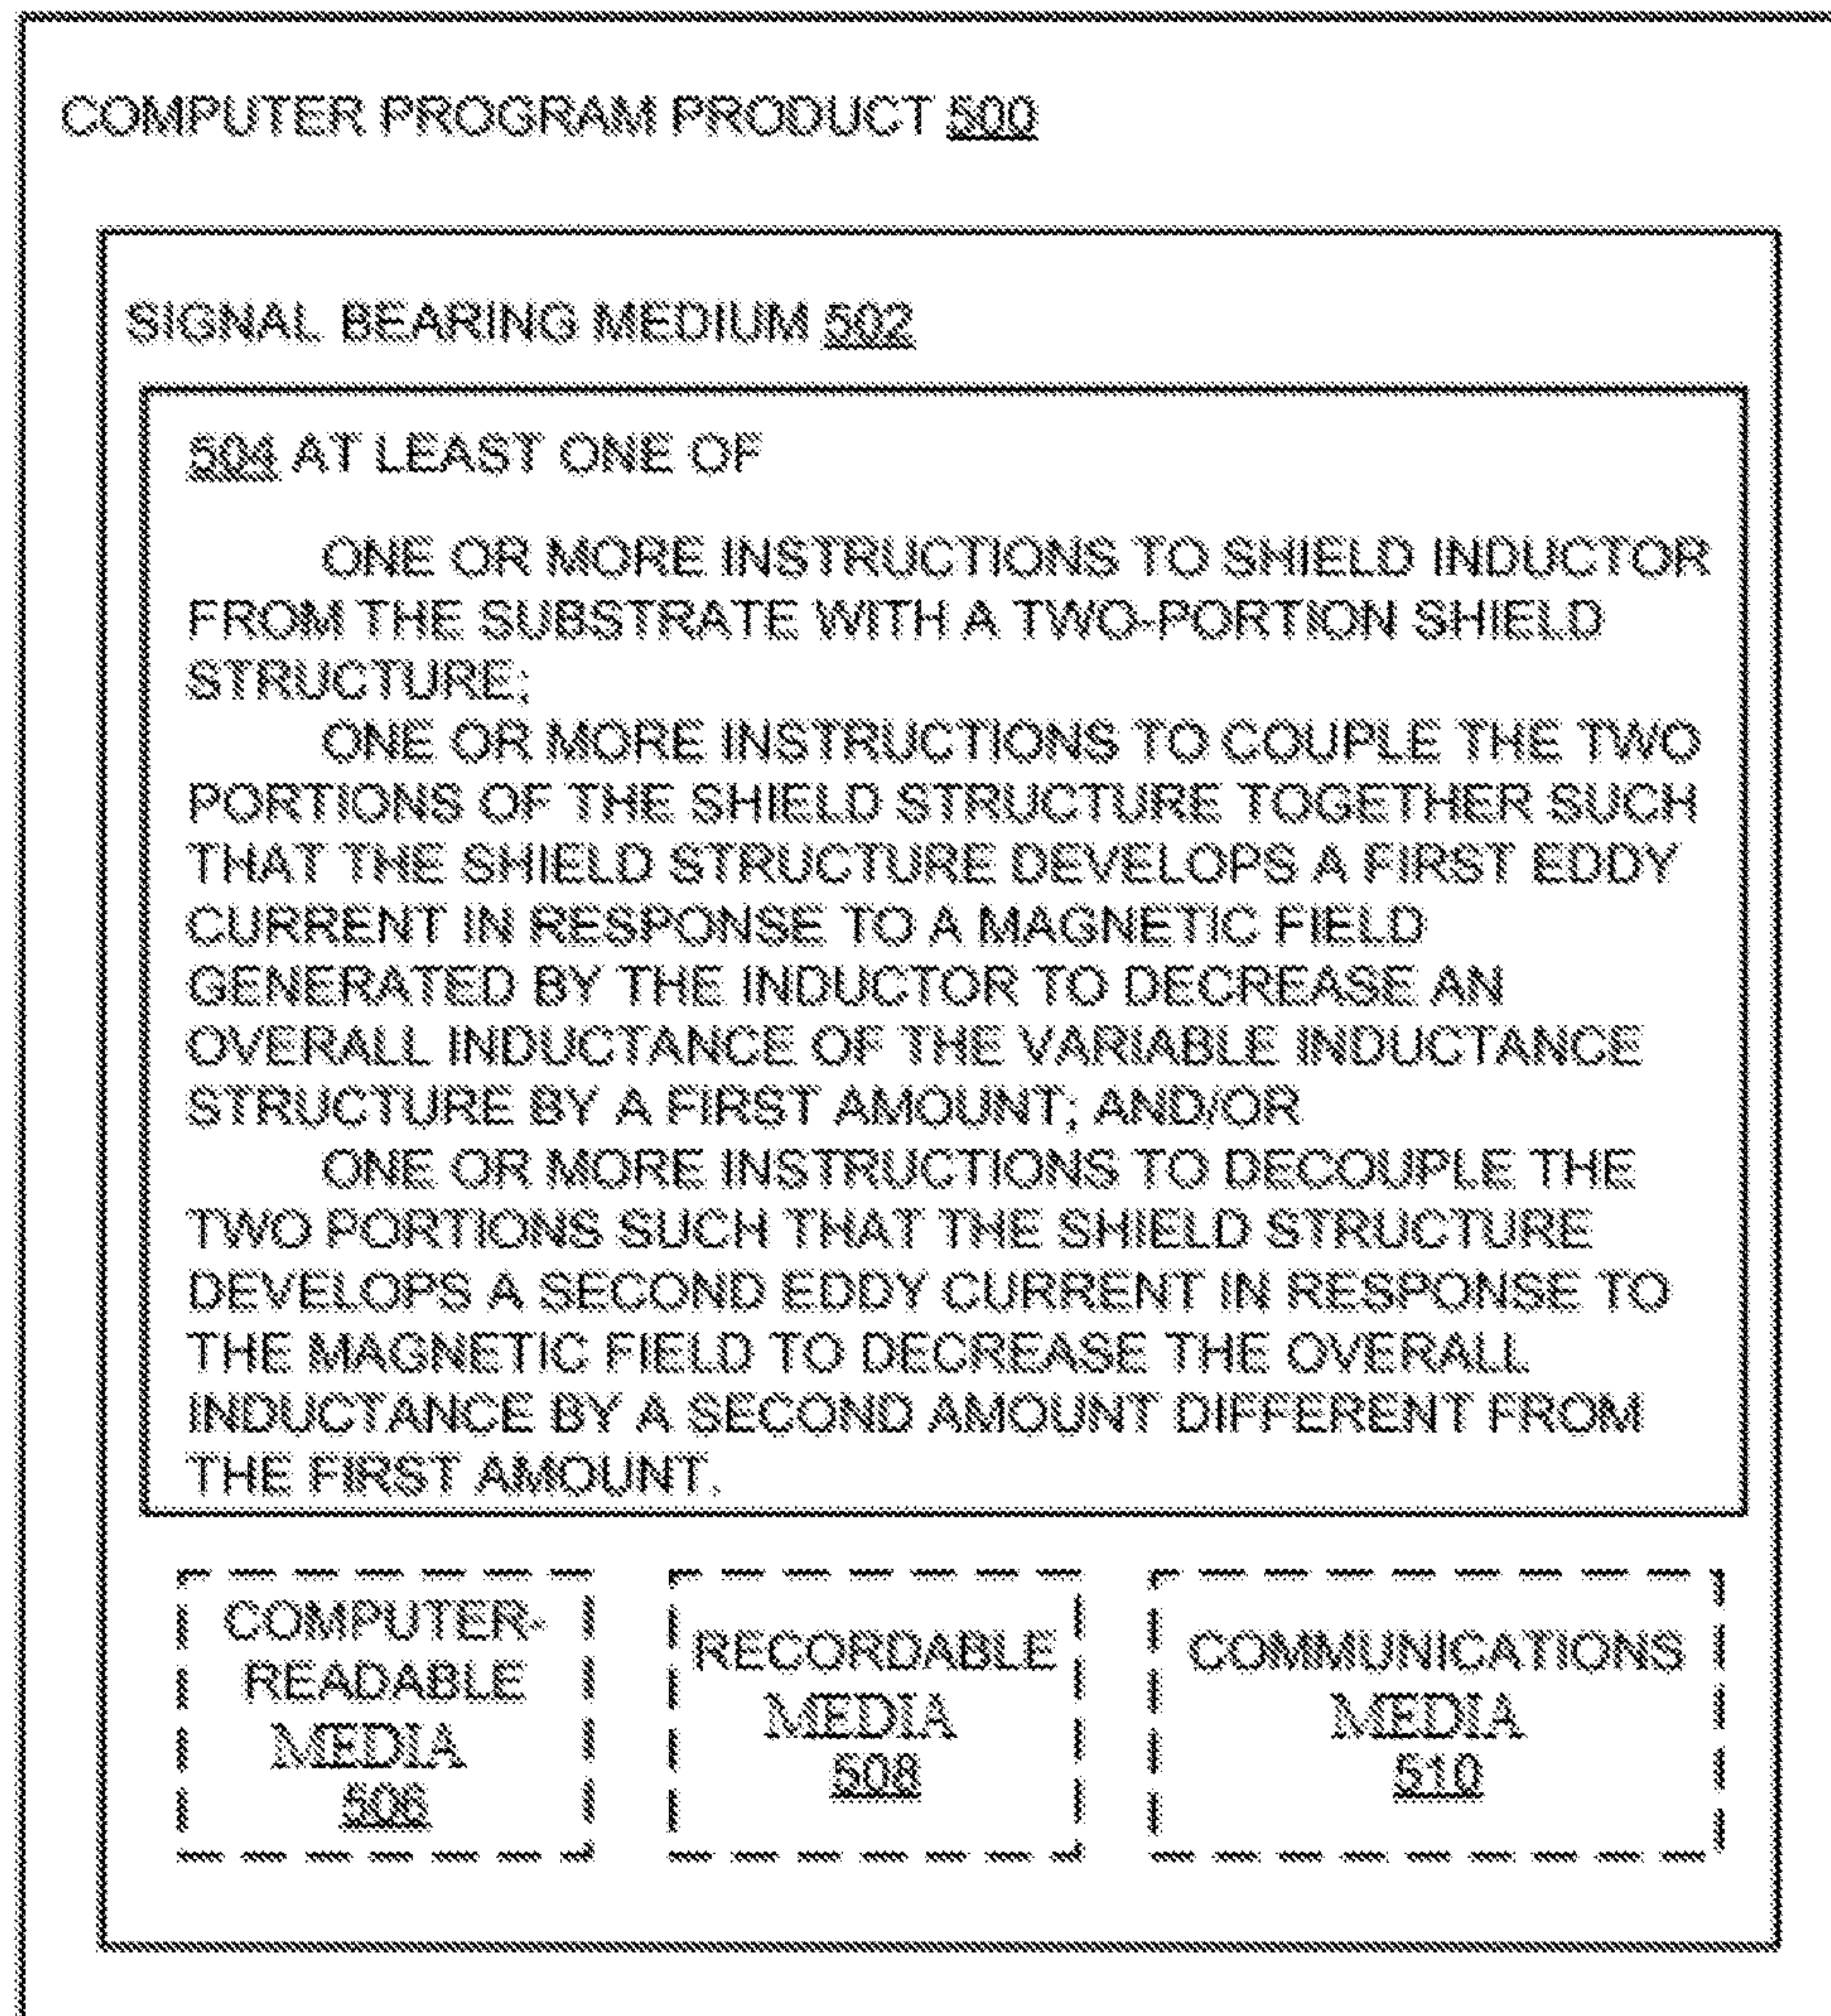 COMPUTER PROGRAM PRODUCT 500
SIGNAL BEARING MEDIUM 502
504 AT LEAST ONE OF
ONE OR MORE INSTRUCTIONS TO SHIELD INDUCTOR
FROM THE SUBSTRATE WITH A TWO-PORTION SHIELD
STRUCTURE;
ONE OR MORE INSTRUCTIONS TO COUPLE THE TWO
PORTIONS OF THE SHIELD STRUCTURE TOGETHER SUCH
THAT THE SHIELD STRUCTURE DEVELOPS A FIRST EDDY
CURRENT IN RESPONSE TO A MAGNETIC FIELD
GENERATED BY THE INDUCTOR TO DECREASE AN
OVERALL INDUCTANCE OF THE VARIABLE INDUCTANCE
STRUCTURE BY A FIRST AMOUNT; AND/OR
ONE OR MORE INSTRUCTIONS TO DECOUPLE THE
TWO PORTIONS SUCH THAT THE SHIELD STRUCTURE
DEVELOPS A SECOND EDDY CURRENT IN RESPONSE TO
THE MAGNETIC FIELD TO DECREASE THE OVERALL
INDUCTANCE BY A SECOND AMOUNT DIFFERENT FROM
THE FIRST AMOUNT.
COMPUTER-
READABLE
MEDIA
506
RECORDABLE
MEDIA
508
COMMUNICATIONS
MEDIA
510